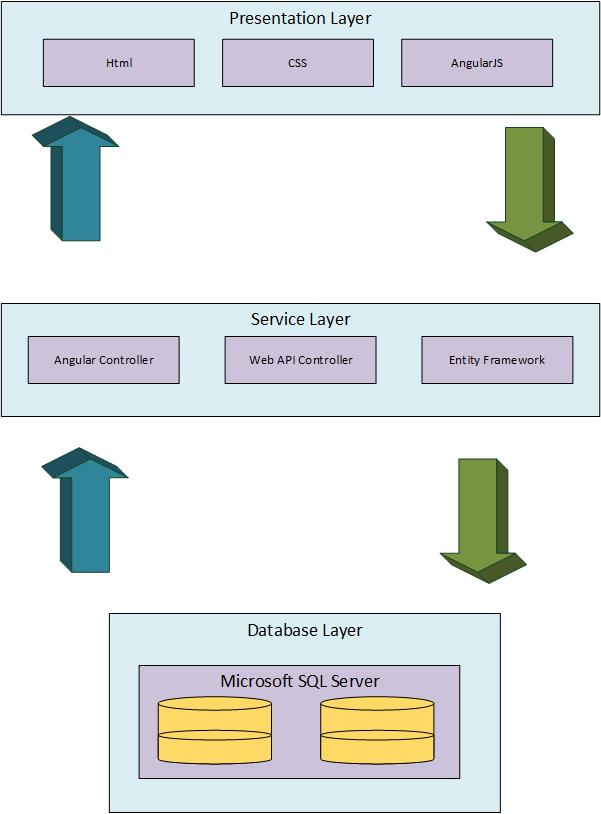 Presentation Layer
Html
CSS
AngularJS
Service Layer
Angular Controller
Web API Controller
Entity Framework
Database Layer
Microsoft SQL Server